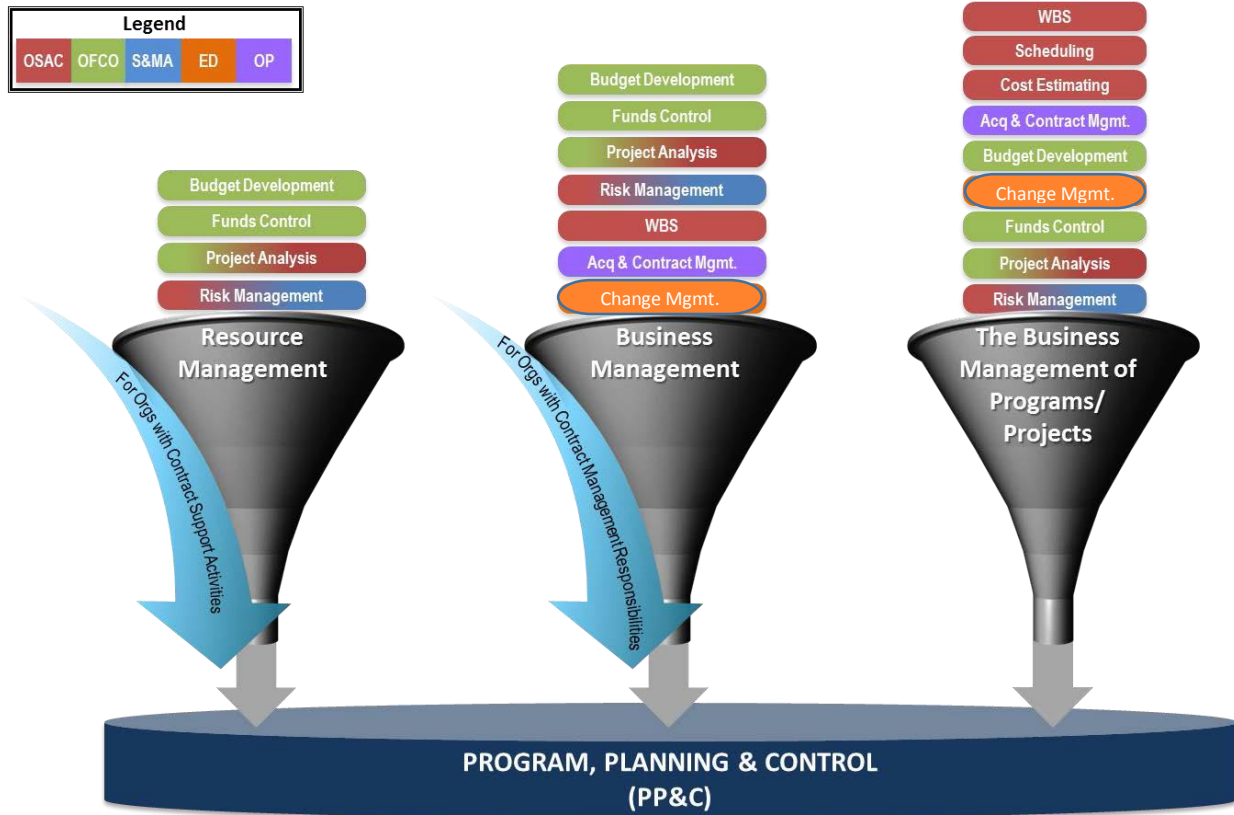 Legend
OSAC OFCO S&MA ED OP
Budget Development
Funds Control
Project Analysis
Risk Management
Resource
Management
For Orgs with Contract Support Activities
Budget Development
Funds Control
Project Analysis
Risk Management
WBS
Acq & Contract Mgmt.
Change Mgmt.
Business
Management
For Orgs with Contract Management Responsibilities
WBS
Scheduling
Cost Estimating
Acq & Contract Mgmt.
Budget Development
Change Mgmt.
Funds Control
Project Analysis
Risk Management
The Business
Management of
Programs/
Projects
PROGRAM, PLANNING & CONTROL
(PP&C)